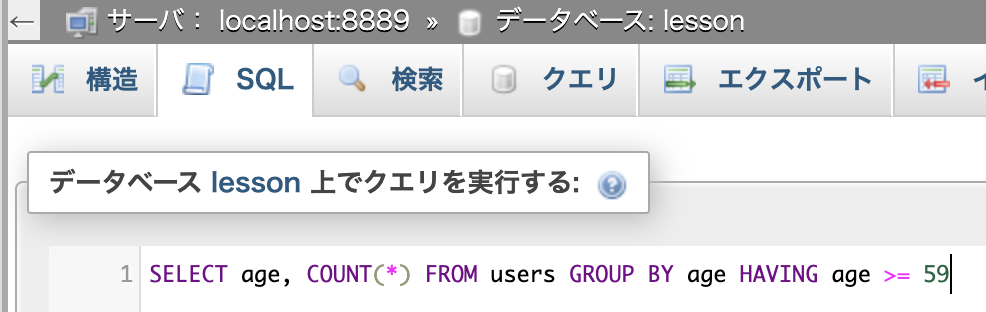 ← サーバ： localhost:8889 » データベース: lesson
構造 SQL 検索 クエリ エクスポート
データベース lesson 上でクエリを実行する:
1 SELECT age, COUNT(*) FROM users GROUP BY age HAVING age >= 59